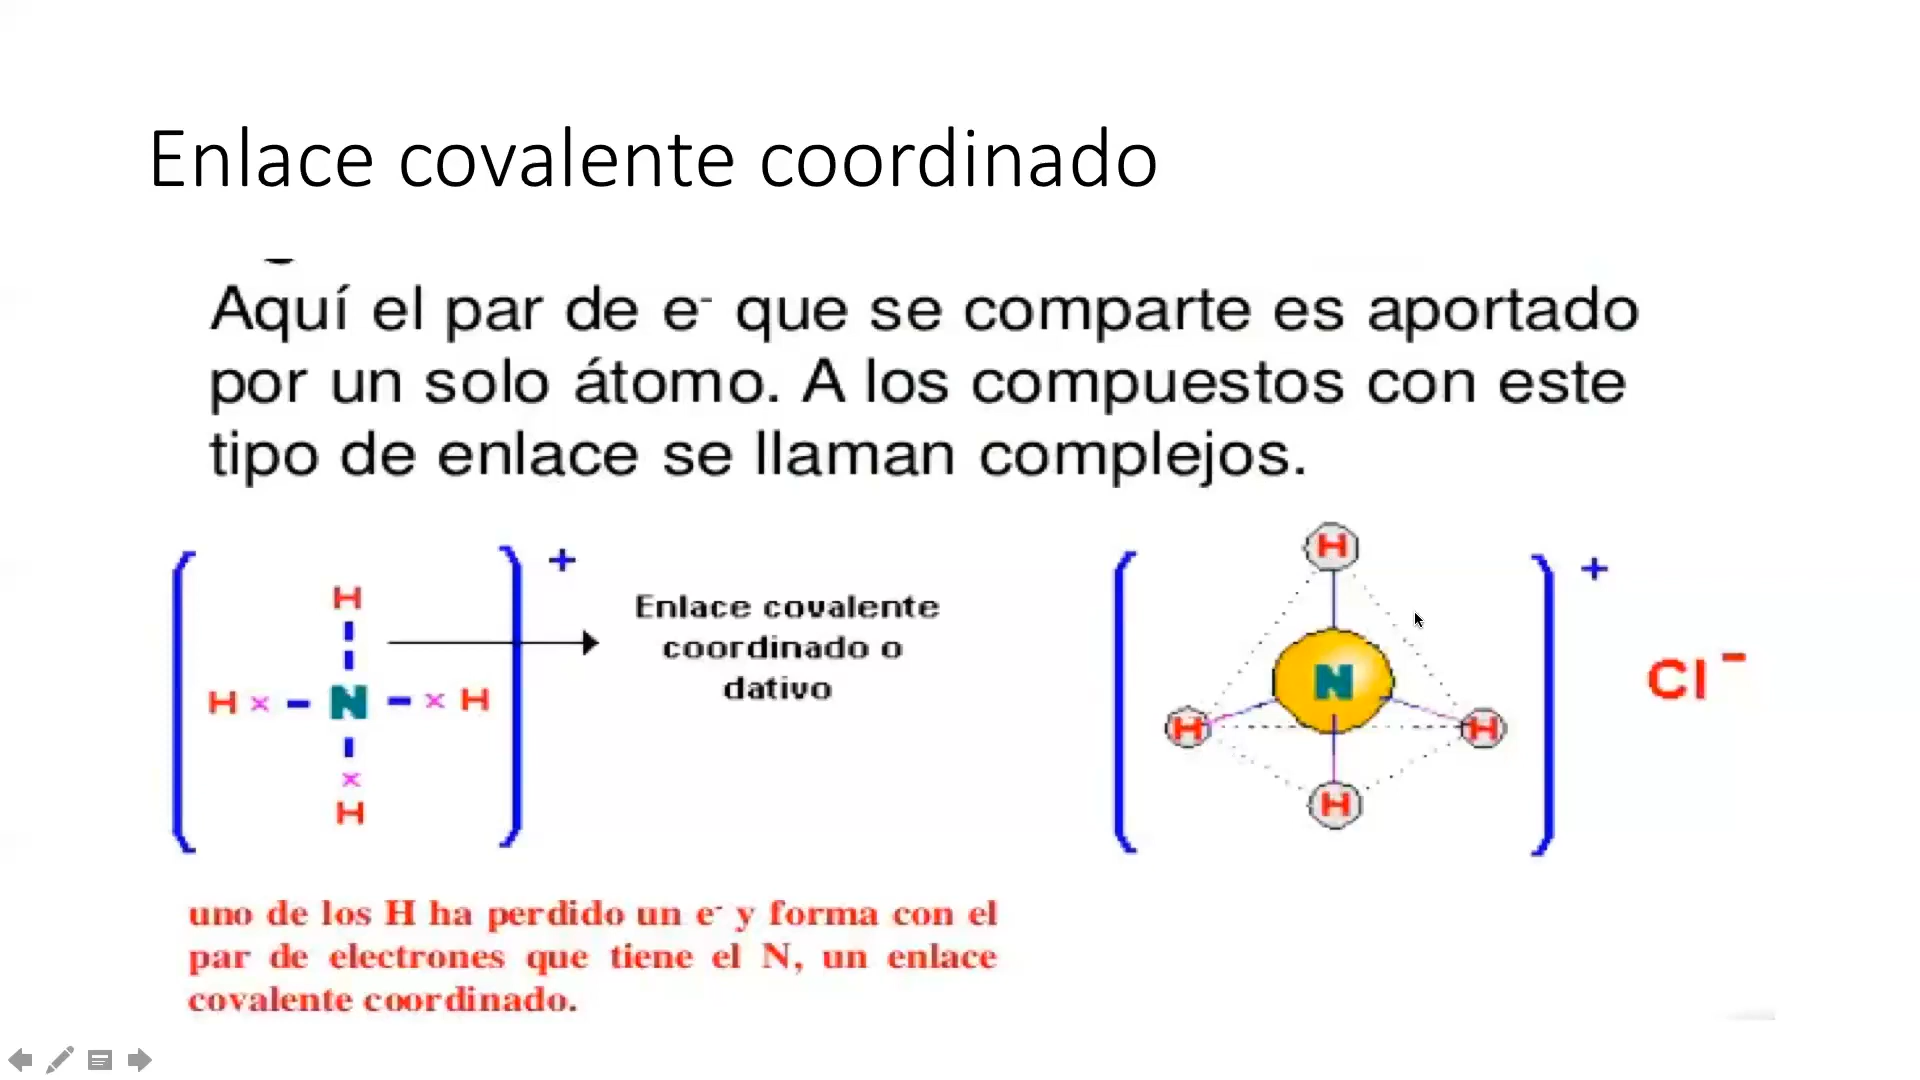 Enlace covalente coordinado
Aquí el par de e⁻ que se comparte es aportado
por un solo átomo. A los compuestos con este
tipo de enlace se llaman complejos.
H
H x - N - x H
x
H
+
Enlace covalente
coordinado o
dativo
H
N
H H
H
+
Cl⁻
uno de los H ha perdido un e⁻ y forma con el
par de electrones que tiene el N, un enlace
covalente coordinado.